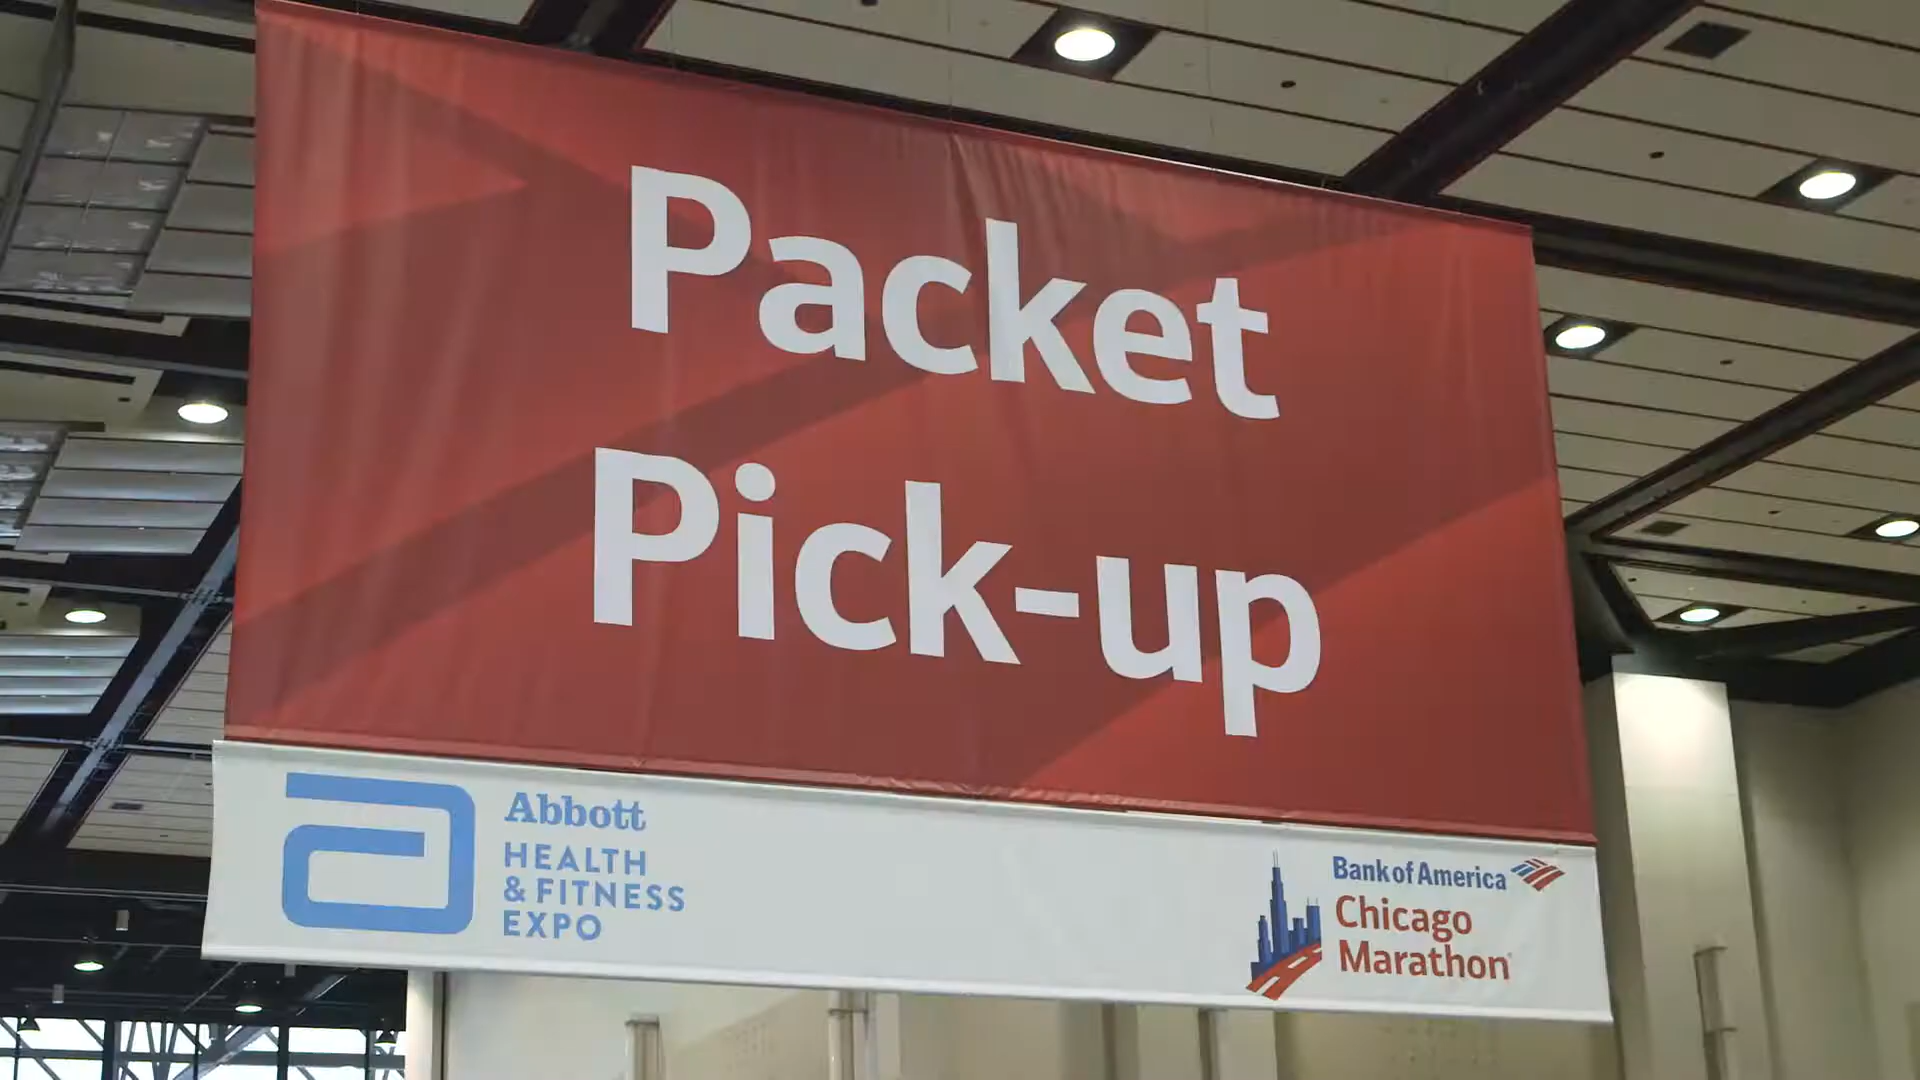 Packet
Pick-up
Abbott
HEALTH
& FITNESS
EXPO
Bank of America
Chicago
Marathon